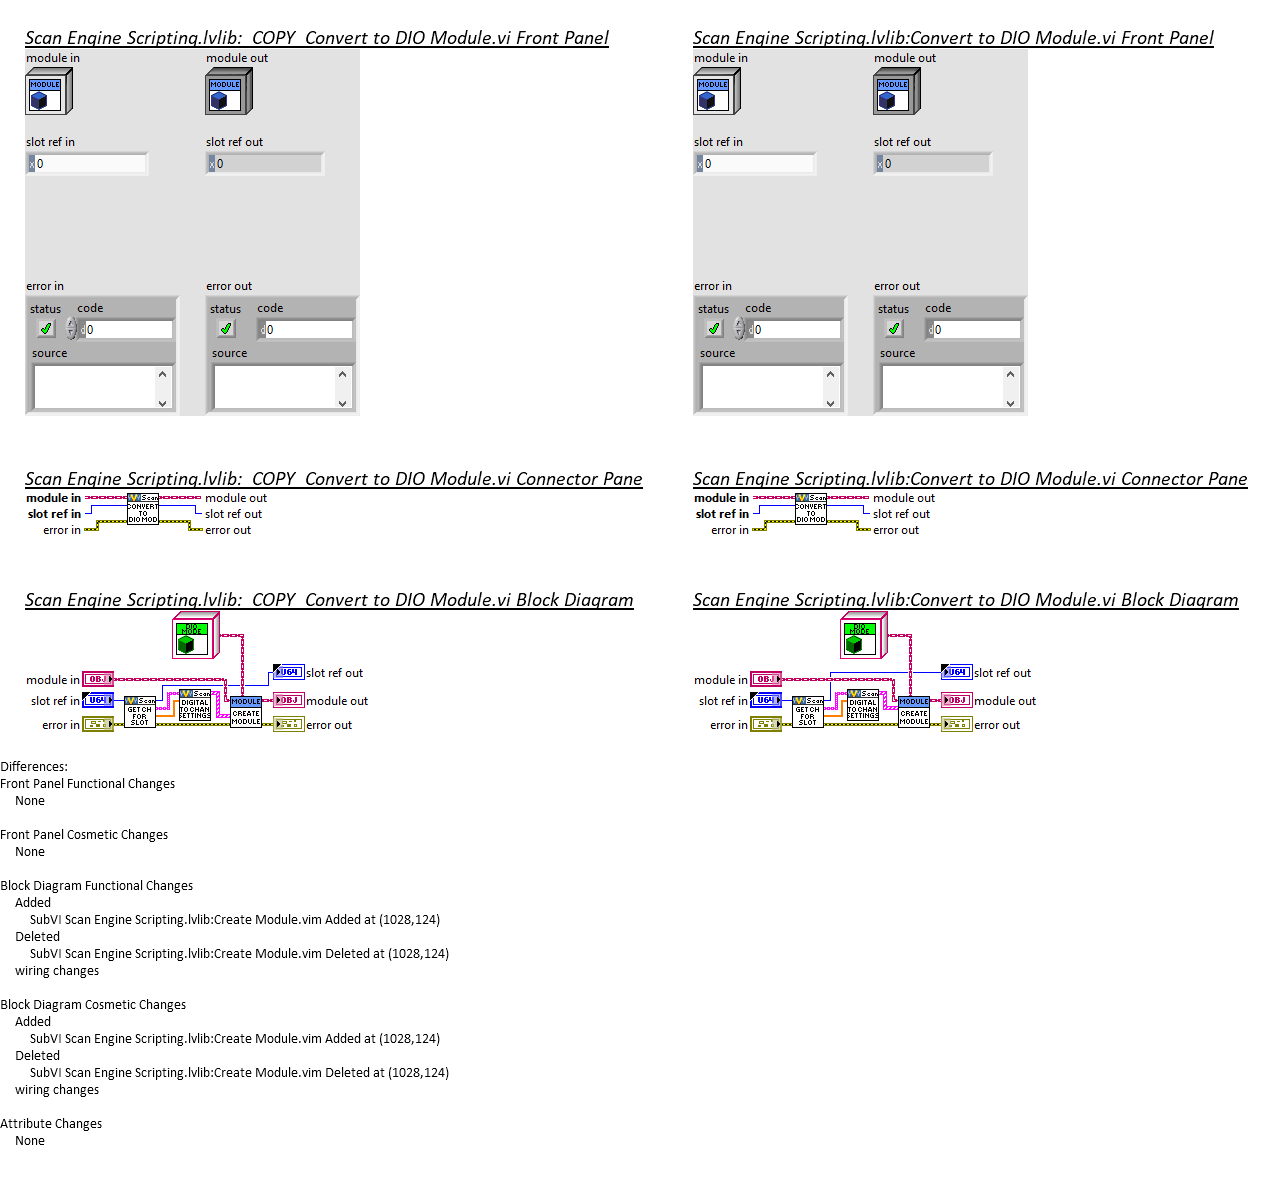 Scan Engine Scripting.lvlib:_COPY_Convert to DIO Module.vi Front Panel
module in
module out
MODULE
MODULE
slot ref in
slot ref out
x 0
x 0
error in
error out
status code
status code
d 0
d 0
source
source
Scan Engine Scripting.lvlib:Convert to DIO Module.vi Front Panel
module in
module out
MODULE
MODULE
slot ref in
slot ref out
x 0
x 0
error in
error out
status code
status code
d 0
d 0
source
source
Scan Engine Scripting.lvlib:_COPY_Convert to DIO Module.vi Connector Pane
module in
slot ref in
error in
Scan
CONVERT
TO
DIO MOD
module out
slot ref out
error out
Scan Engine Scripting.lvlib:Convert to DIO Module.vi Connector Pane
module in
slot ref in
error in
Scan
CONVERT
TO
DIO MOD
module out
slot ref out
error out
Scan Engine Scripting.lvlib:_COPY_Convert to DIO Module.vi Block Diagram
DIO
MODE
module in
OBJ
slot ref in
U64
error in
Scan
GET CH
FOR
SLOT
Scan
DIGITAL
TO CHAN
SETTINGS
MODULE
CREATE
MODULE
U64
slot ref out
OBJ
module out
error out
Scan Engine Scripting.lvlib:Convert to DIO Module.vi Block Diagram
DIO
MODE
module in
OBJ
slot ref in
U64
error in
Scan
GET CH
FOR
SLOT
Scan
DIGITAL
TO CHAN
SETTINGS
MODULE
CREATE
MODULE
U64
slot ref out
OBJ
module out
error out
Differences:
Front Panel Functional Changes
None
Front Panel Cosmetic Changes
None
Block Diagram Functional Changes
Added
SubVI Scan Engine Scripting.lvlib:Create Module.vim Added at (1028,124)
Deleted
SubVI Scan Engine Scripting.lvlib:Create Module.vim Deleted at (1028,124)
wiring changes
Block Diagram Cosmetic Changes
Added
SubVI Scan Engine Scripting.lvlib:Create Module.vim Added at (1028,124)
Deleted
SubVI Scan Engine Scripting.lvlib:Create Module.vim Deleted at (1028,124)
wiring changes
Attribute Changes
None